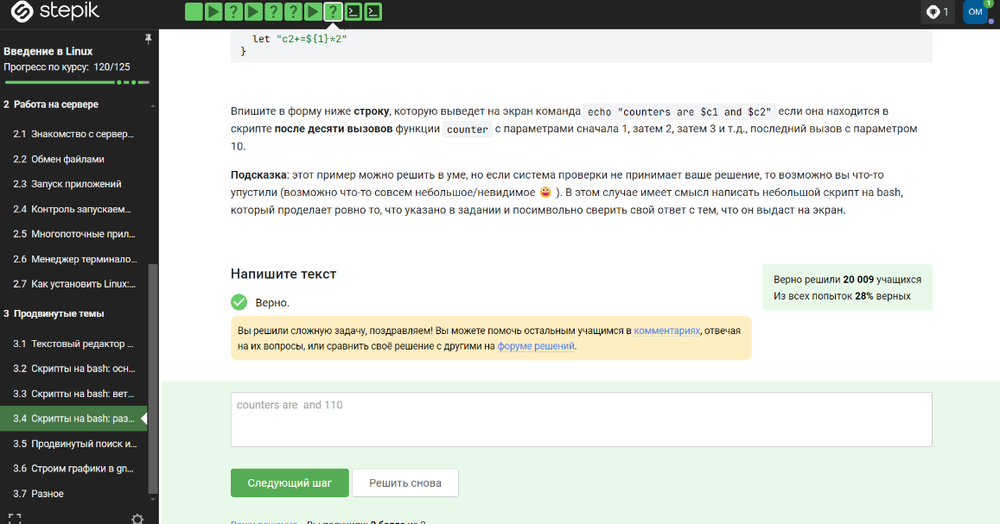 stepik
1
OM
1
Введение в Linux
Прогресс по курсу: 120/125
2 Работа на сервере
2.1 Знакомство с сервер...
2.2 Обмен файлами
2.3 Запуск приложений
2.4 Контроль запускаем...
2.5 Многопоточные прил...
2.6 Менеджер терминало...
2.7 Как установить Linux:...
3 Продвинутые темы
3.1 Текстовый редактор ...
3.2 Скрипты на bash: осн...
3.3 Скрипты на bash: вет...
3.4 Скрипты на bash: раз...
3.5 Продвинутый поиск и...
3.6 Строим графики в gn...
3.7 Разное
let "c2+=${1}*2"
}
Впишите в форму ниже строку, которую выведет на экран команда echo "counters are $c1 and $c2" если она находится в
скрипте после десяти вызовов функции counter с параметрами сначала 1, затем 2, затем 3 и т.д., последний вызов с параметром
10.
Подсказка: этот пример можно решить в уме, но если система проверки не принимает ваше решение, то возможно вы что-то
упустили (возможно что-то совсем небольшое/невидимое 😛 ). В этом случае имеет смысл написать небольшой скрипт на bash,
который проделает ровно то, что указано в задании и посимвольно сверить свой ответ с тем, что он выдаст на экран.
Напишите текст
Верно.
Верно решили 20 009 учащихся
Из всех попыток 28% верных
Вы решили сложную задачу, поздравляем! Вы можете помочь остальным учащимся в комментариях, отвечая
на их вопросы, или сравнить своё решение с другими на форуме решений.
counters are  and 110
Следующий шаг
Решить снова